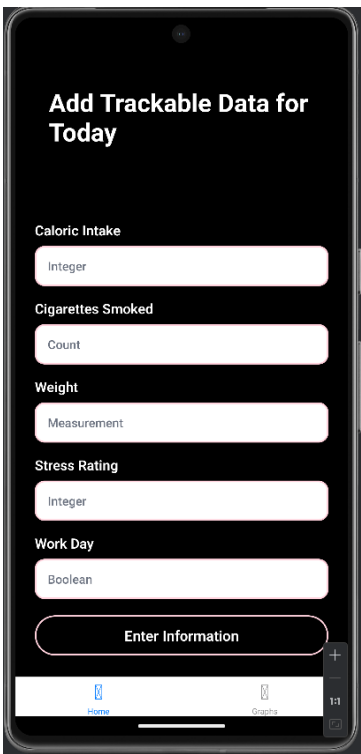 Add Trackable Data for
Today
Caloric Intake
Integer
Cigarettes Smoked
Count
Weight
Measurement
Stress Rating
Integer
Work Day
Boolean
Enter Information
Home
Graphs
1:1